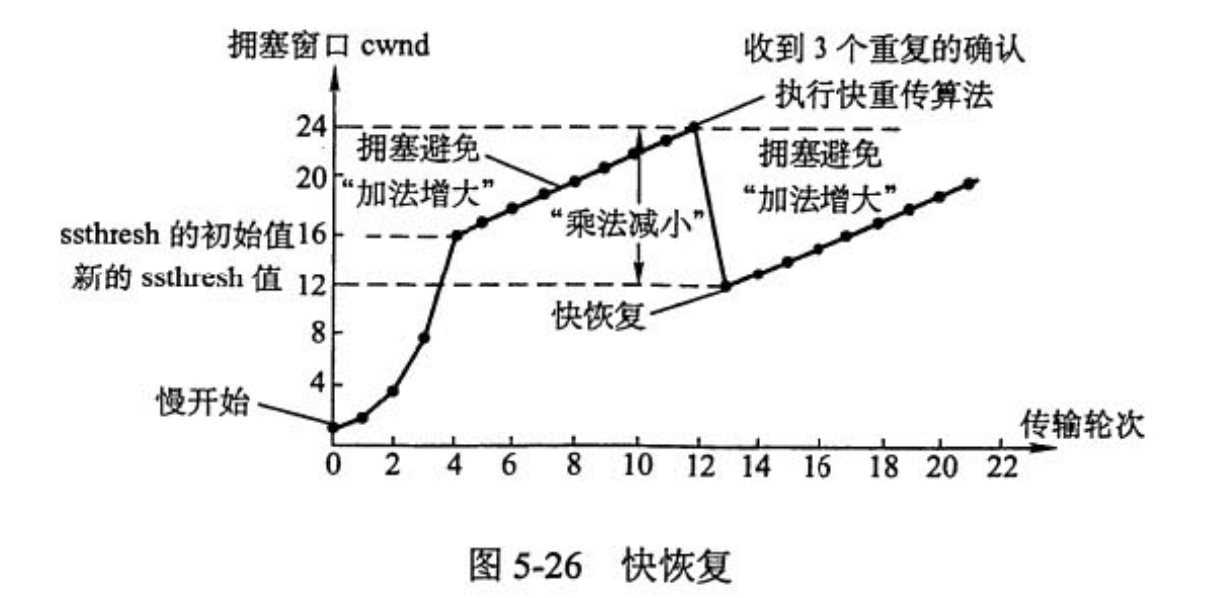 拥塞窗口 cwnd
收到 3 个重复的确认
执行快重传算法
24
拥塞避免
“加法增大”
拥塞避免
“加法增大”
20
“乘法减小”
ssthresh 的初始值16
新的 ssthresh 值 12
快恢复
8
4
慢开始
传输轮次
0 2 4 6 8 10 12 14 16 18 20 22
图 5-26 快恢复